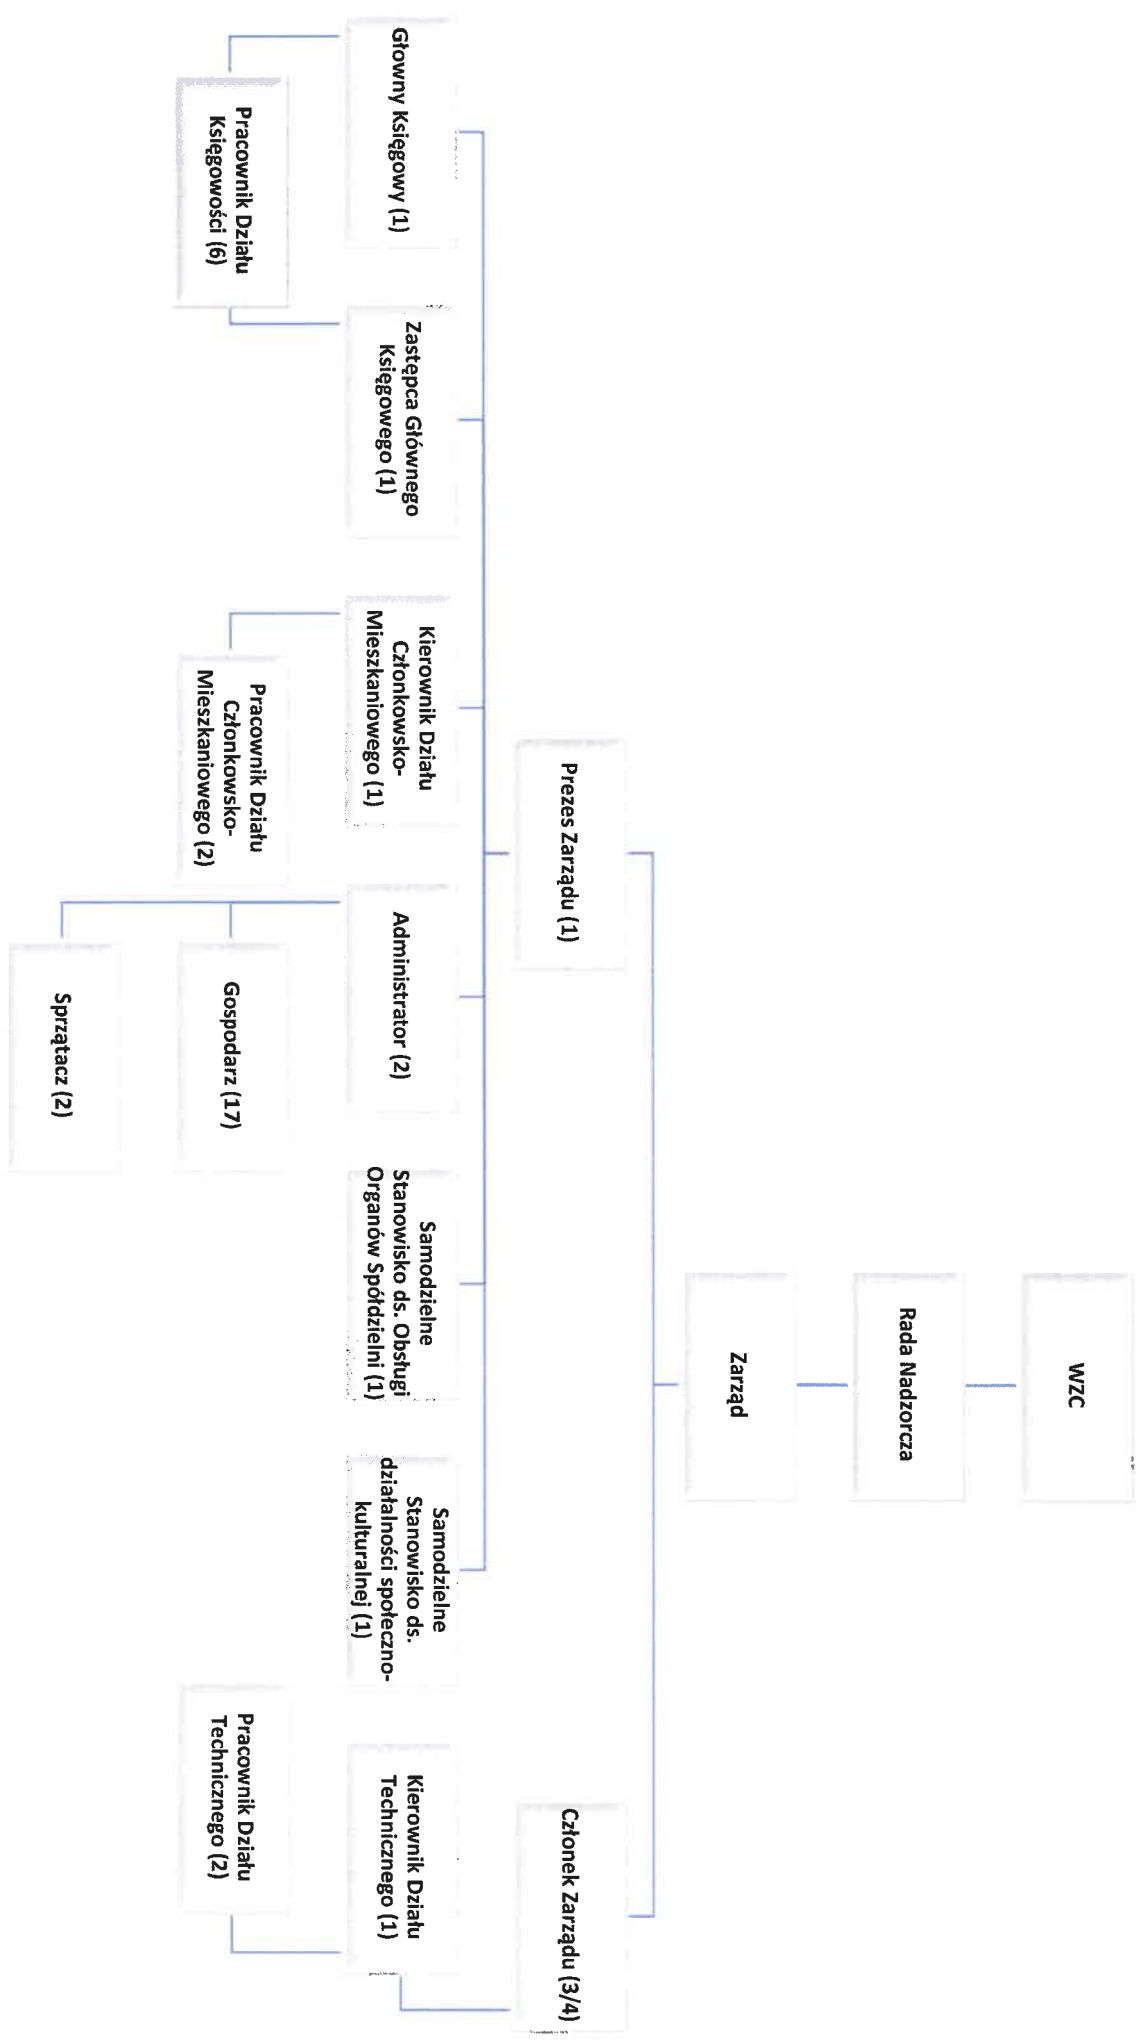 WZC
Rada Nadzorcza
Zarząd
Prezes Zarządu (1)
Członek Zarządu (3/4)
Głowny Księgowy (1)
Zastępca Głównego
Księgowego (1)
Kierownik Działu
Członkowsko-
Mieszkaniowego (1)
Administrator (2)
Samodzielne
Stanowisko ds. Obsługi
Organów Spółdzielni (1)
Samodzielne
Stanowisko ds.
działalności społeczno-
kulturalnej (1)
Kierownik Działu
Technicznego (1)
Pracownik Działu
Księgowości (6)
Pracownik Działu
Członkowsko-
Mieszkaniowego (2)
Gospodarz (17)
Pracownik Działu
Technicznego (2)
Sprzątacz (2)